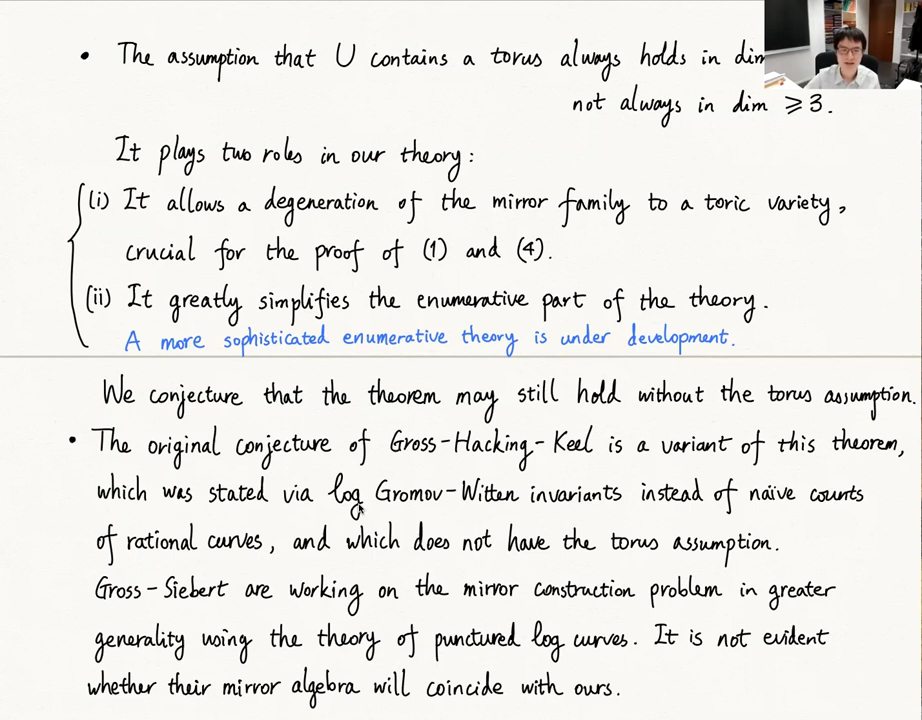 • The assumption that U contains a torus always holds in dim
not always in dim ⩾ 3.
It plays two roles in our theory:
(i) It allows a degeneration of the mirror family to a toric variety,
crucial for the proof of (1) and (4).
(ii) It greatly simplifies the enumerative part of the theory.
A more sophisticated enumerative theory is under development.
We conjecture that the theorem may still hold without the torus assumption.
• The original conjecture of Gross-Hacking-Keel is a variant of this theorem,
which was stated via log Gromov-Witten invariants instead of naïve counts
of rational curves, and which does not have the torus assumption.
Gross-Siebert are working on the mirror construction problem in greater
generality using the theory of punctured log curves. It is not evident
whether their mirror algebra will coincide with ours.